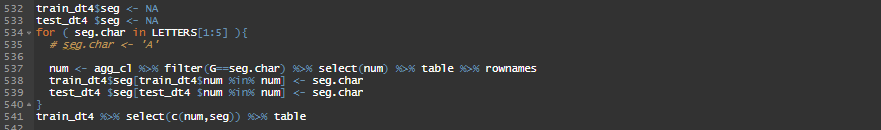 532 train_dt4$seg <- NA
533 test_dt4 $seg <- NA
534 for ( seg.char in LETTERS[1:5] ){
535 # seg.char <- 'A'
536
537 num <- agg_cl %>% filter(G==seg.char) %>% select(num) %>% table %>% rownames
538 train_dt4$seg[train_dt4$num %in% num] <- seg.char
539 test_dt4 $seg[test_dt4 $num %in% num] <- seg.char
540 }
541 train_dt4 %>% select(c(num,seg)) %>% table
542